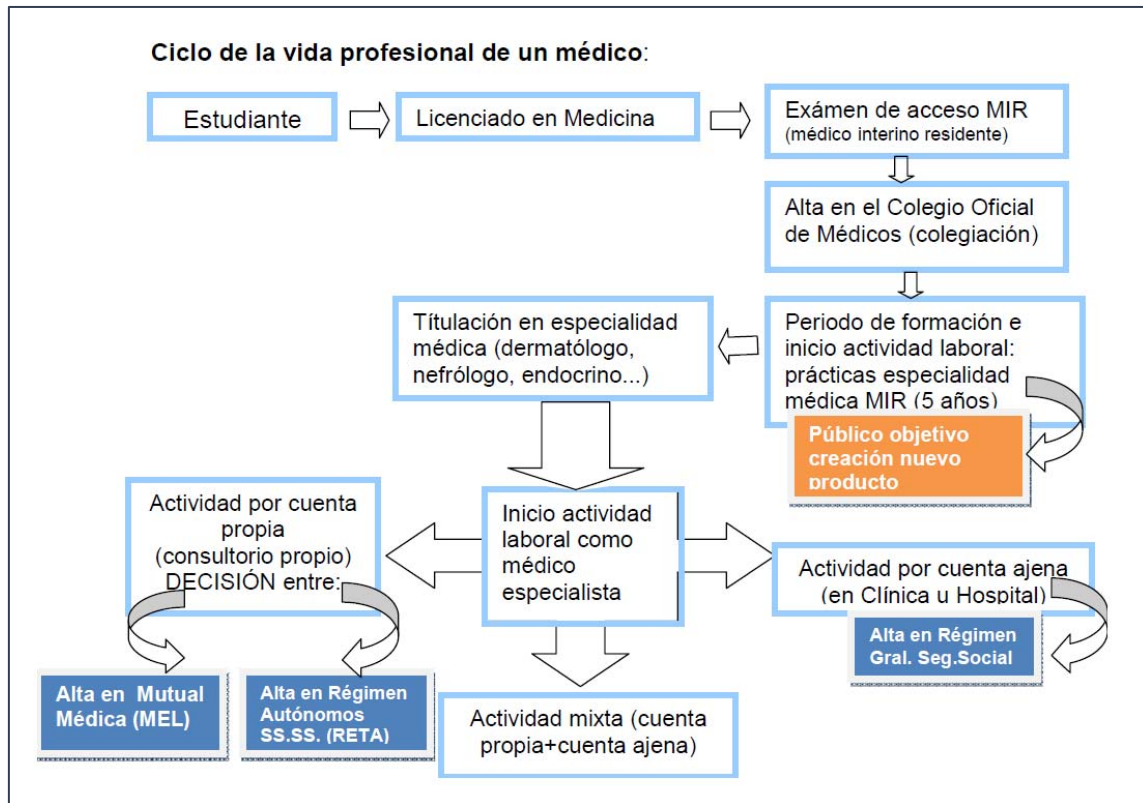 Ciclo de la vida profesional de un médico:
Estudiante
Licenciado en Medicina
Exámen de acceso MIR
(médico interino residente)
Alta en el Colegio Oficial
de Médicos (colegiación)
Periodo de formación e
inicio actividad laboral:
prácticas especialidad
médica MIR (5 años)
Público objetivo
creación nuevo
producto
Títulación en especialidad
médica (dermatólogo,
nefrólogo, endocrino...)
Inicio actividad
laboral como
médico
especialista
Actividad por cuenta
propia
(consultorio propio)
DECISIÓN entre:
Alta en Mutual
Médica (MEL)
Alta en Régimen
Autónomos
SS.SS. (RETA)
Actividad mixta (cuenta
propia+cuenta ajena)
Actividad por cuenta ajena
(en Clínica u Hospital)
Alta en Régimen
Gral. Seg.Social